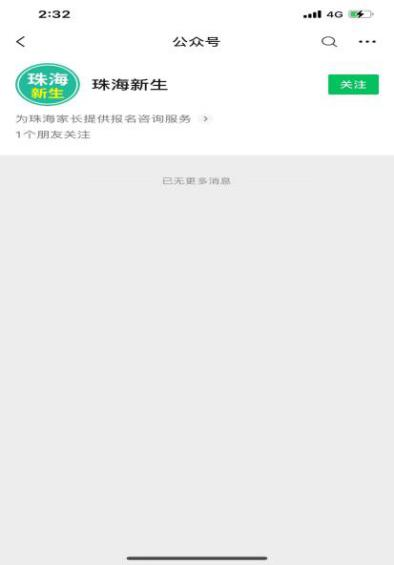 2:32
4G
公众号
珠海
新生
珠海新生
关注
为珠海家长提供报名咨询服务
1个朋友关注
已无更多消息